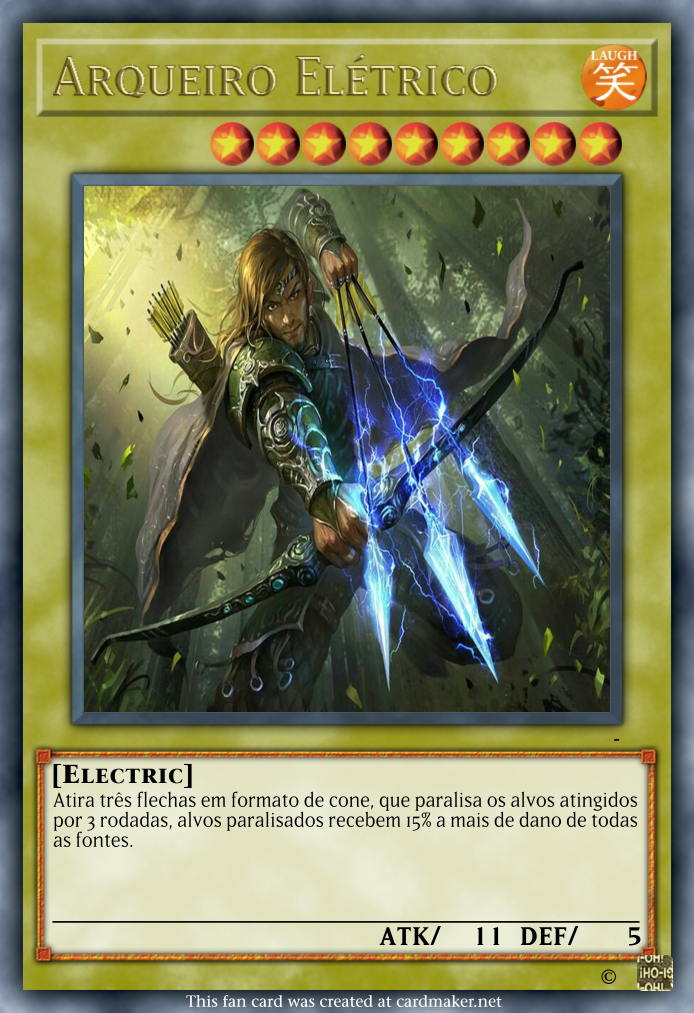 Arqueiro Elétrico
LAUGH
笑
-
[Electric]
Atira três flechas em formato de cone, que paralisa os alvos atingidos
por 3 rodadas, alvos paralisados recebem 15% a mais de dano de todas
as fontes.
ATK/ 11 DEF/ 5
©
This fan card was created at cardmaker.net